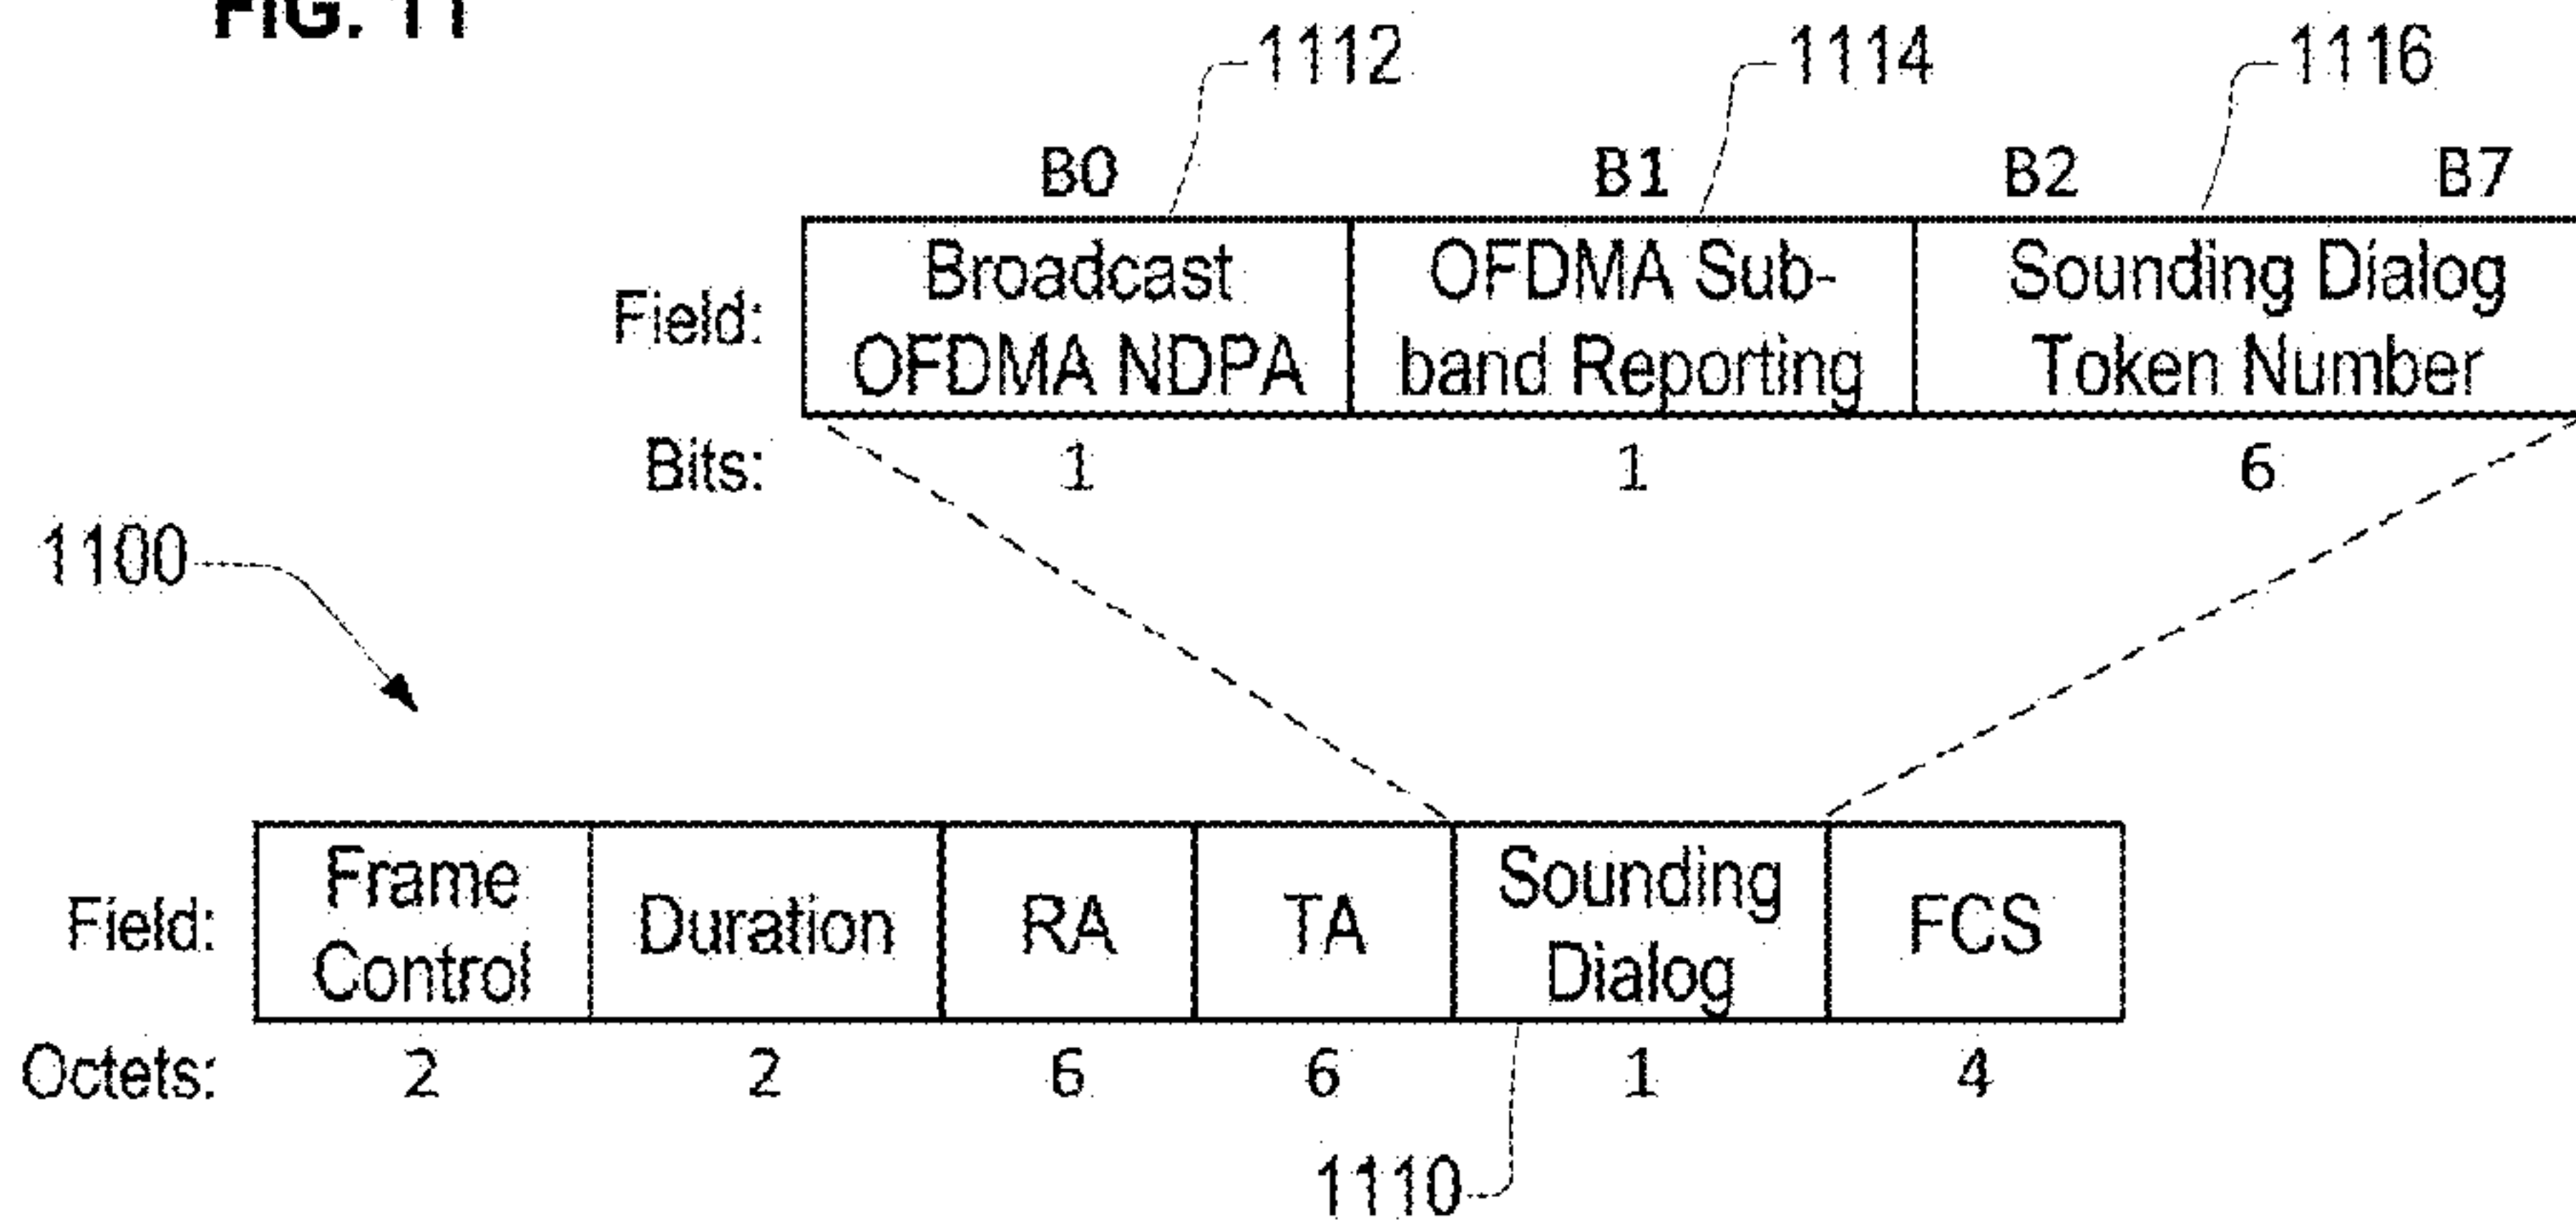 FIG. 11
1112 1114 1116
B0 B1 B2 B7
Field: Broadcast OFDMA NDPA OFDMA Sub-band Reporting Sounding Dialog Token Number
Bits: 1 1 6
1100
Field: Frame Control Duration RA TA Sounding Dialog FCS
Octets: 2 2 6 6 1 4
1110